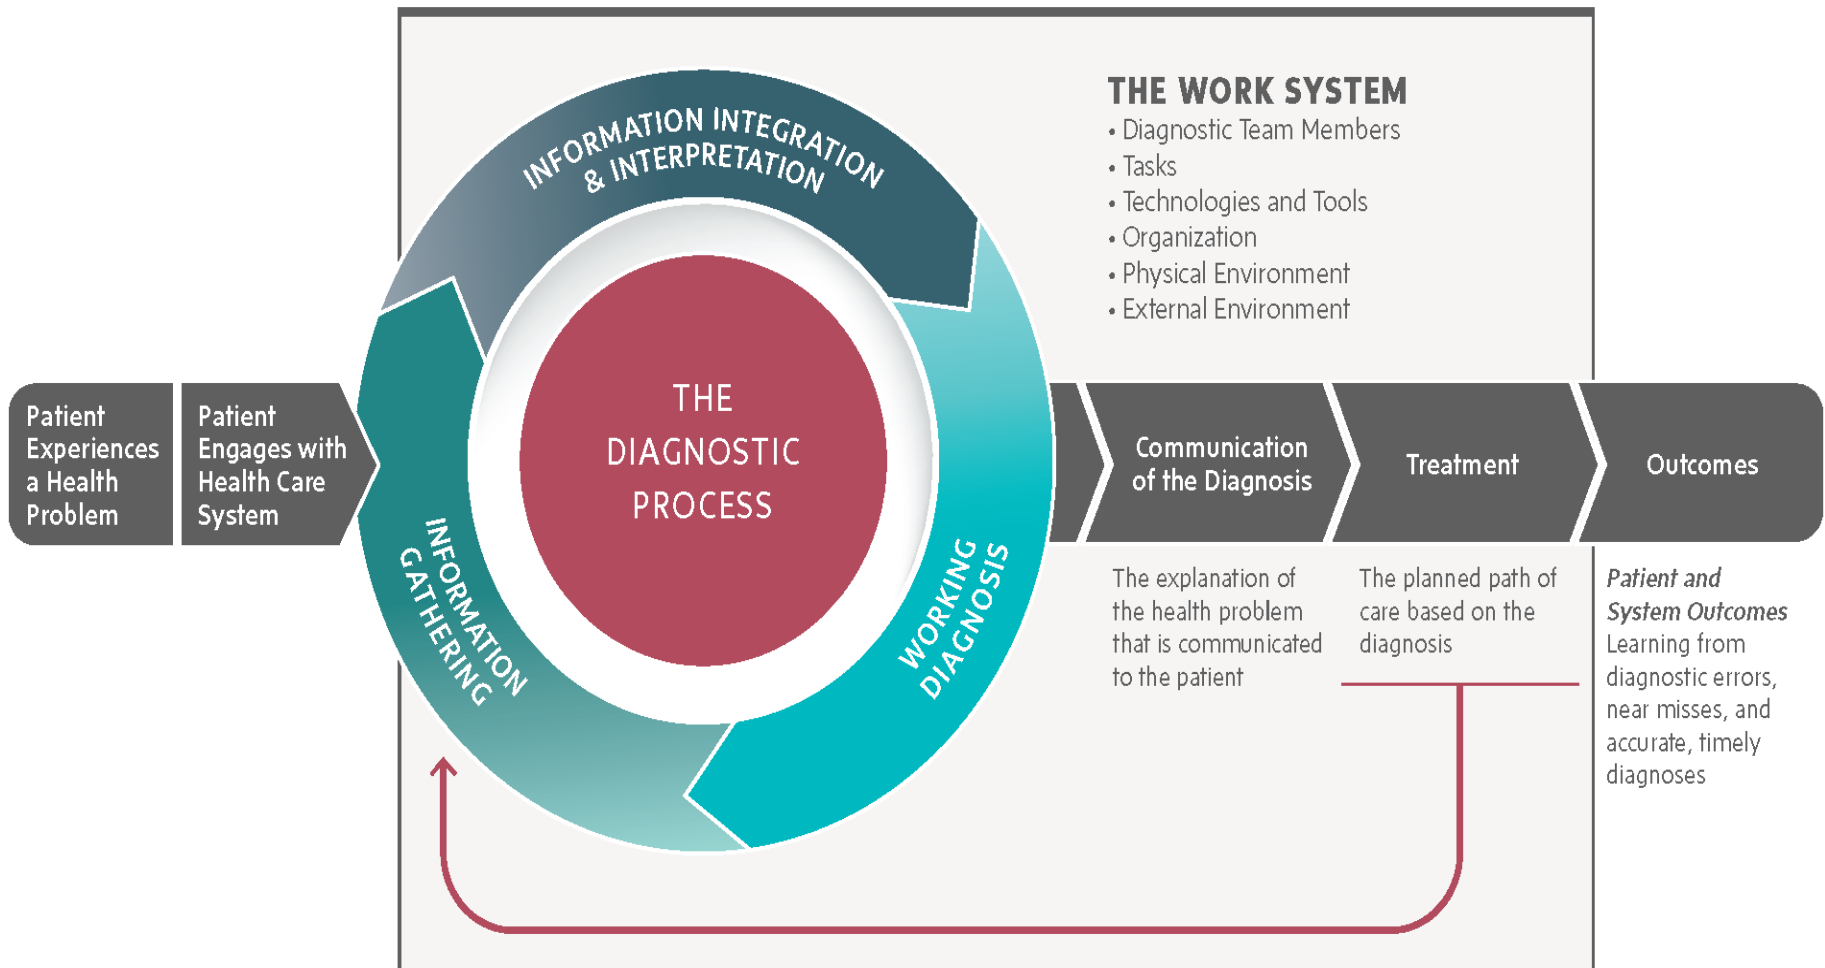 THE WORK SYSTEM
• Diagnostic Team Members
• Tasks
• Technologies and Tools
• Organization
• Physical Environment
• External Environment
INFORMATION INTEGRATION
& INTERPRETATION
THE
DIAGNOSTIC
PROCESS
INFORMATION
GATHERING
WORKING
DIAGNOSIS
Patient
Experiences
a Health
Problem
Patient
Engages with
Health Care
System
Communication
of the Diagnosis
Treatment
Outcomes
The explanation of
the health problem
that is communicated
to the patient
The planned path of
care based on the
diagnosis
Patient and
System Outcomes
Learning from
diagnostic errors,
near misses, and
accurate, timely
diagnoses